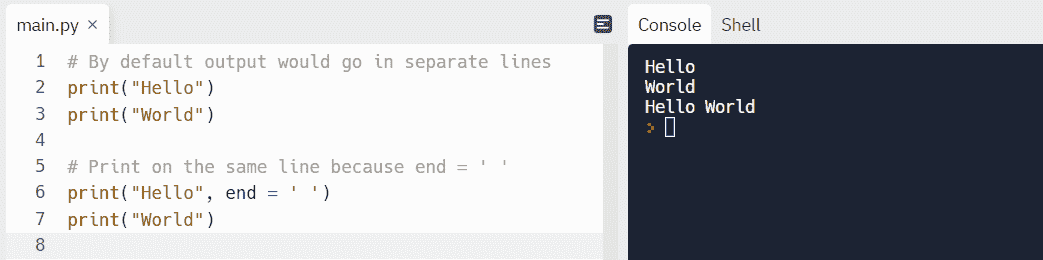 main.py ×
1 # By default output would go in separate lines
2 print("Hello")
3 print("World")
4
5 # Print on the same line because end = ' '
6 print("Hello", end = ' ')
7 print("World")
8
Console Shell
Hello
World
Hello World